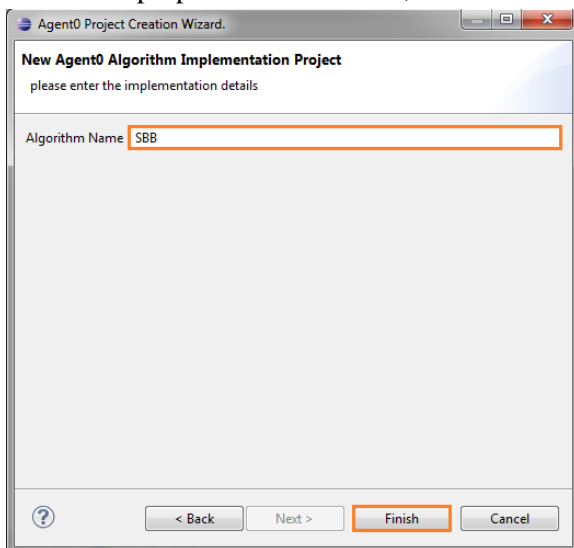 Agent0 Project Creation Wizard.
New Agent0 Algorithm Implementation Project
please enter the implementation details
Algorithm Name SBB
?
< Back Next > Finish Cancel